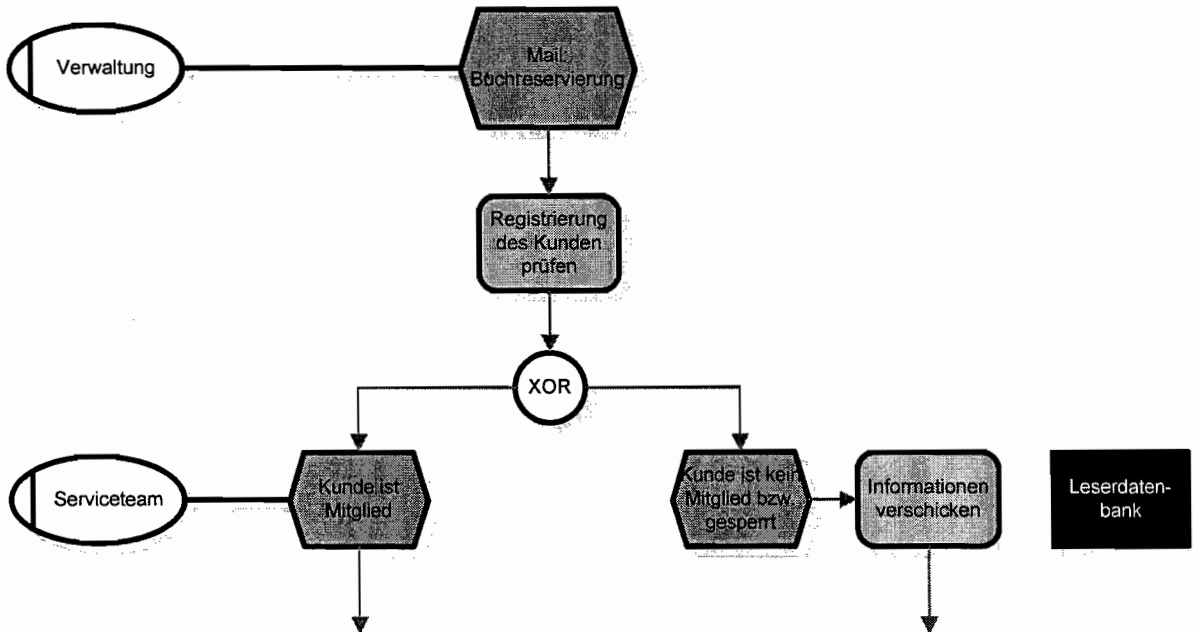 Verwaltung
Mail:
Buchreservierung
Registrierung
des Kunden
prüfen
XOR
Serviceteam
Kunde ist
Mitglied
Kunde ist kein
Mitglied bzw.
gesperrt
Informationen
verschicken
Leserdaten-
bank